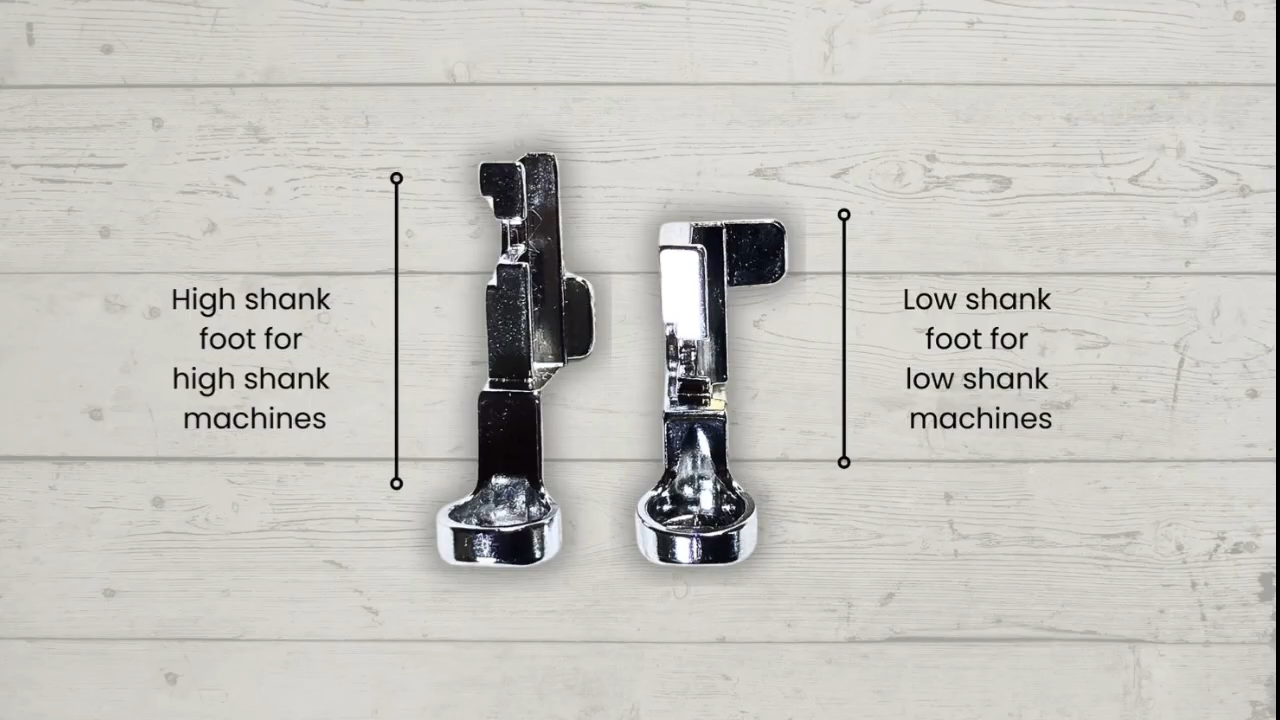 High shank
foot for
high shank
machines
Low shank
foot for
low shank
machines